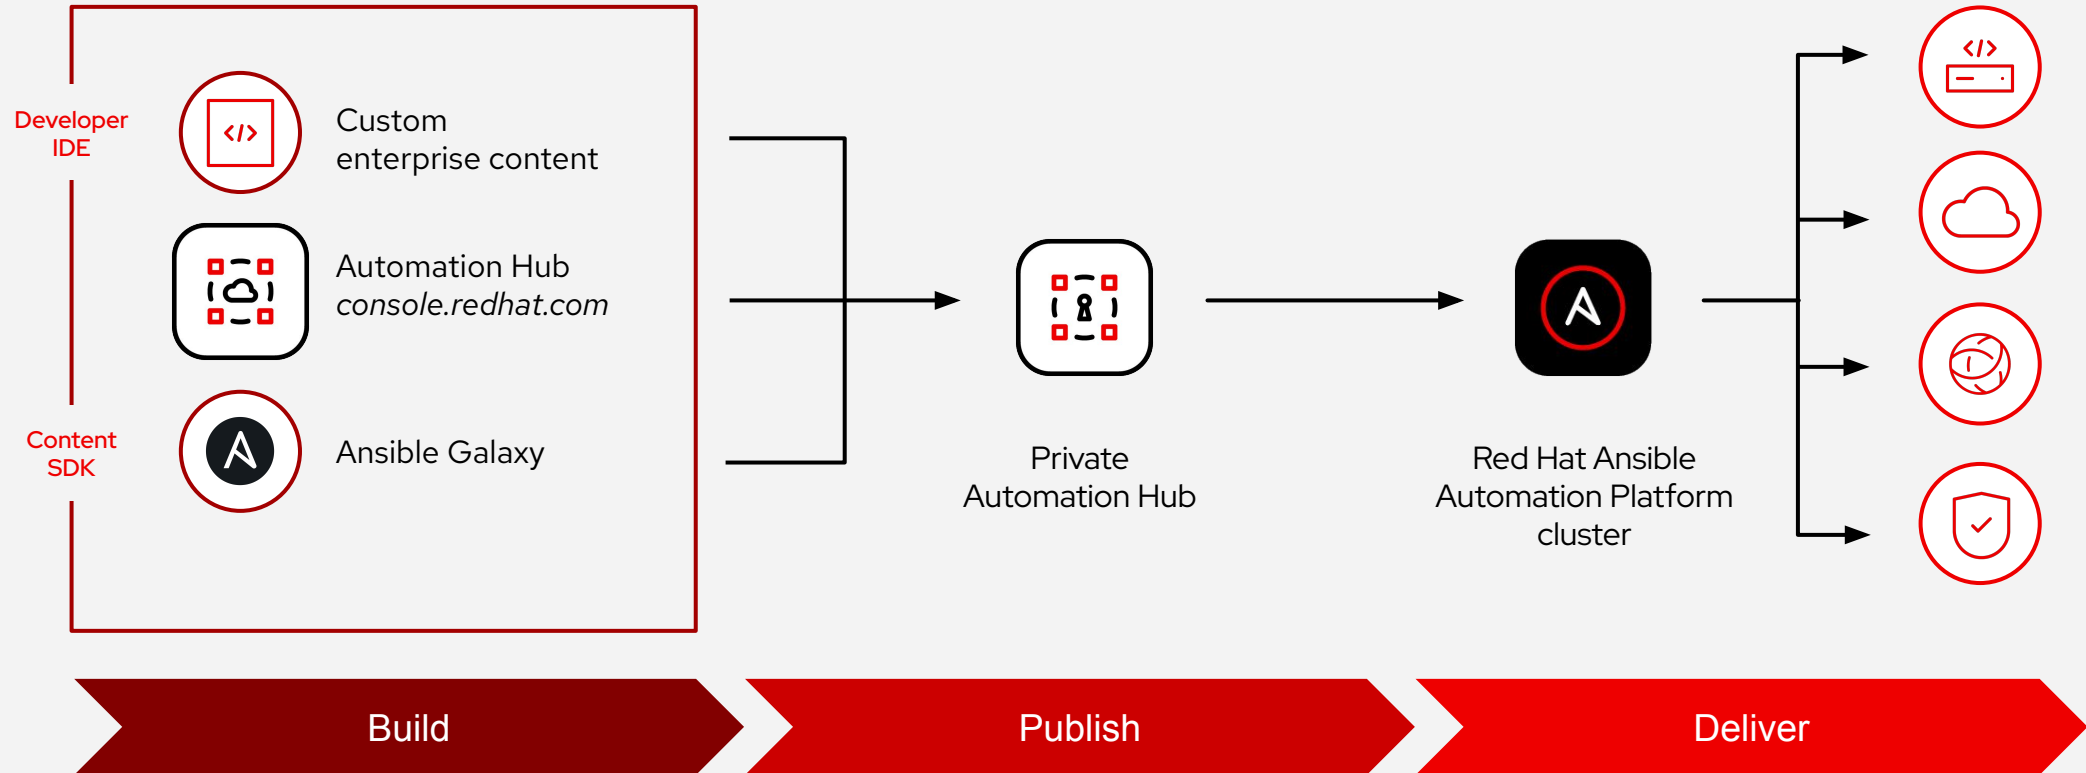 Developer
IDE
Custom
enterprise content
Automation Hub
console.redhat.com
Content
SDK
Ansible Galaxy
Private
Automation Hub
Red Hat Ansible
Automation Platform
cluster
Build
Publish
Deliver